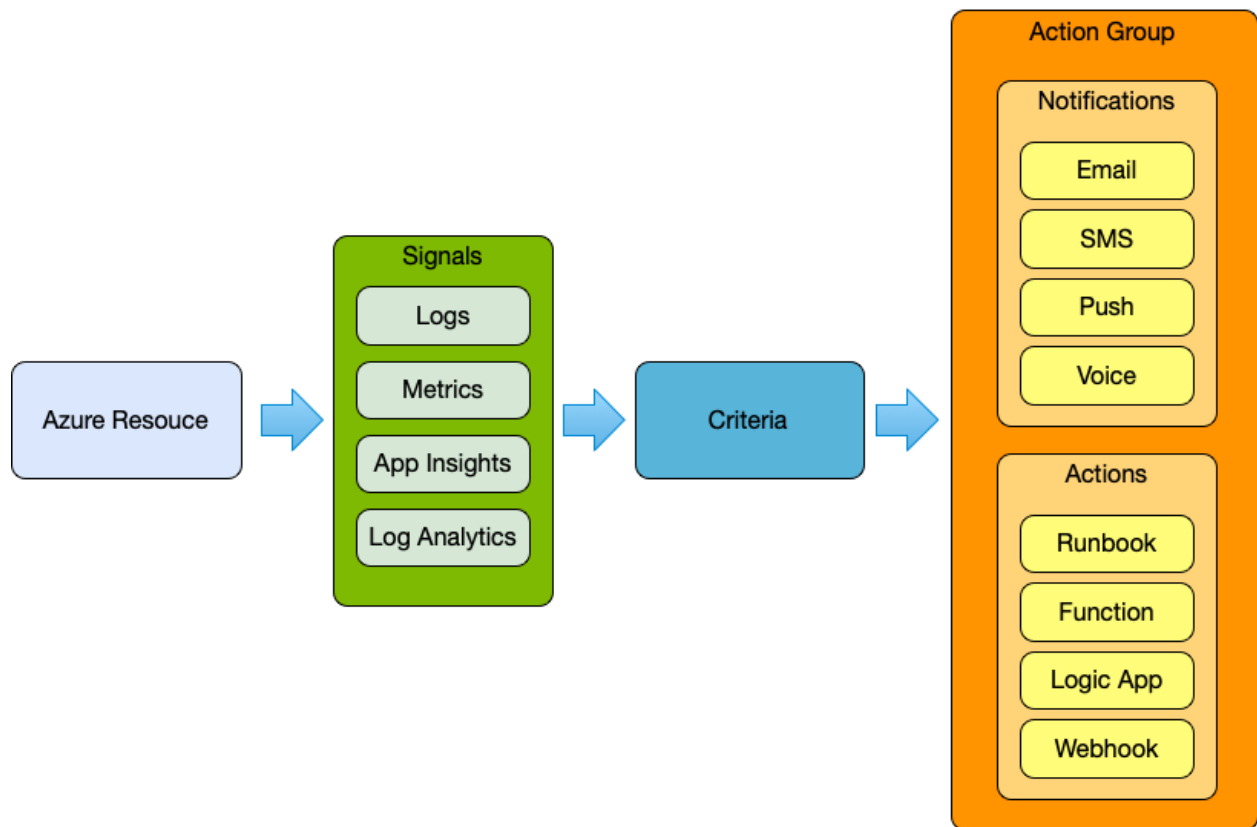 Azure Resouce
Signals
Logs
Metrics
App Insights
Log Analytics
Criteria
Action Group
Notifications
Email
SMS
Push
Voice
Actions
Runbook
Function
Logic App
Webhook